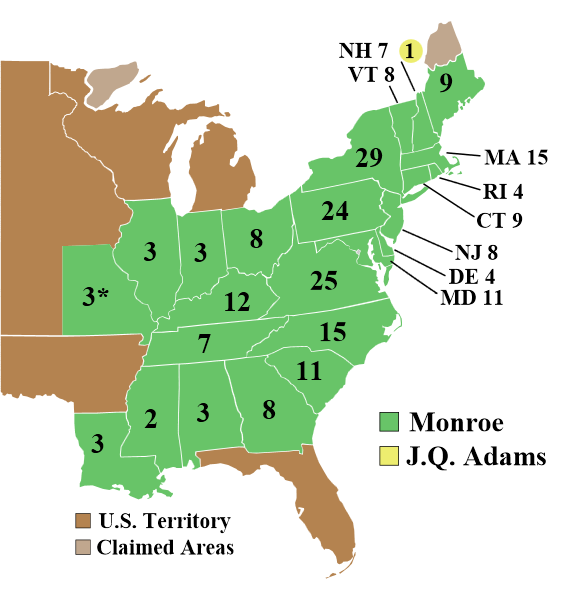 NH 7 1
VT 8
9
29
MA 15
RI 4
24
CT 9
3
3
8
NJ 8
DE 4
25
3*
12
MD 11
7
15
11
2
3
8
3
Monroe
J.Q. Adams
U.S. Territory
Claimed Areas